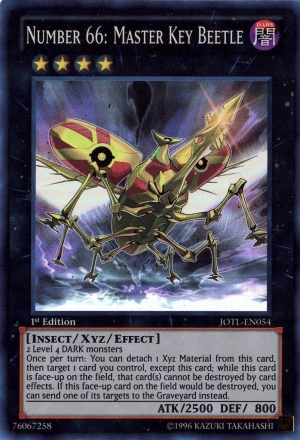 NUMBER 66: MASTER KEY BEETLE
DARK
闇
1st Edition
JOTL-EN054
[INSECT/XYZ/EFFECT]
2 Level 4 DARK monsters
Once per turn: You can detach 1 Xyz Material from this card,
then target 1 card you control, except this card; while this card
is face-up on the field, that card(s) cannot be destroyed by card
effects. If this face-up card on the field would be destroyed, you
can send one of its targets to the Graveyard instead.
ATK/2500 DEF/ 800
76067258
©1996 KAZUKI TAKAHASHI